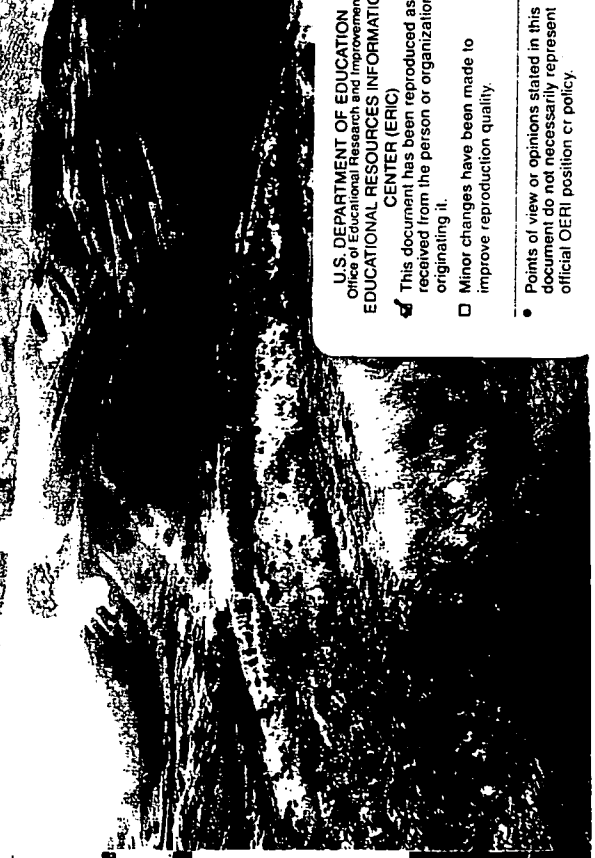 U.S. DEPARTMENT OF EDUCATION
Office of Educational Research and Improvement
EDUCATIONAL RESOURCES INFORMATIO
CENTER (ERIC)
This document has been reproduced as
received from the person or organization
originating it.
□ Minor changes have been made to
improve reproduction quality.
• Points of view or opinions stated in this
document do not necessarily represent
official OERI position cr policy.